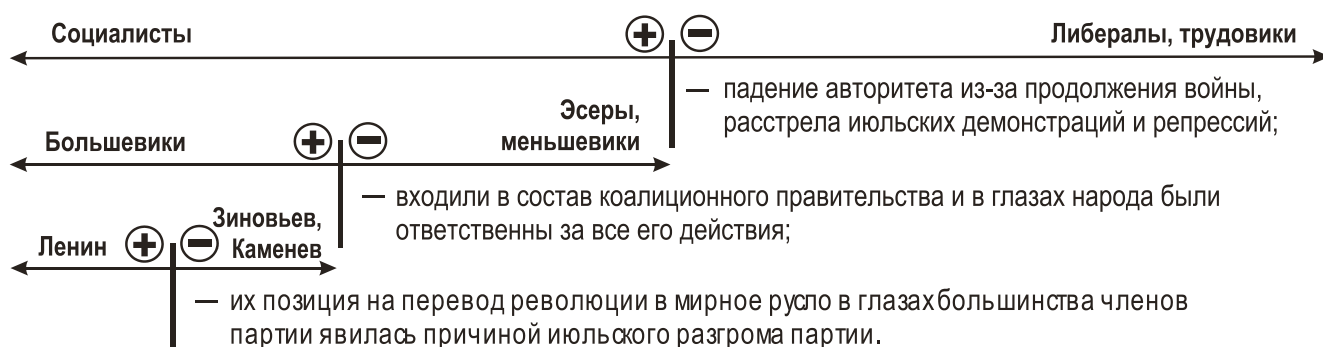 Социалисты + − Либералы, трудовики
— падение авторитета из-за продолжения войны,
расстрела июльских демонстраций и репрессий;
Эсеры,
Большевики + − меньшевики
— входили в состав коалиционного правительства и в глазах народа были
ответственны за все его действия;
Зиновьев,
Ленин + − Каменев
— их позиция на перевод революции в мирное русло в глазах большинства членов
партии явилась причиной июльского разгрома партии.